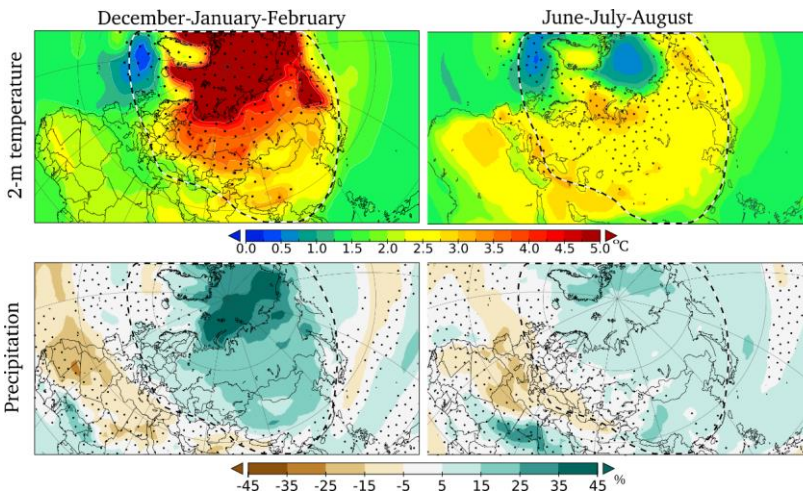 December-January-February
June-July-August
2-m temperature
0.0 0.5 1.0 1.5 2.0 2.5 3.0 3.5 4.0 4.5 5.0 °C
Precipitation
-45 -35 -25 -15 -5 5 15 25 35 45 %